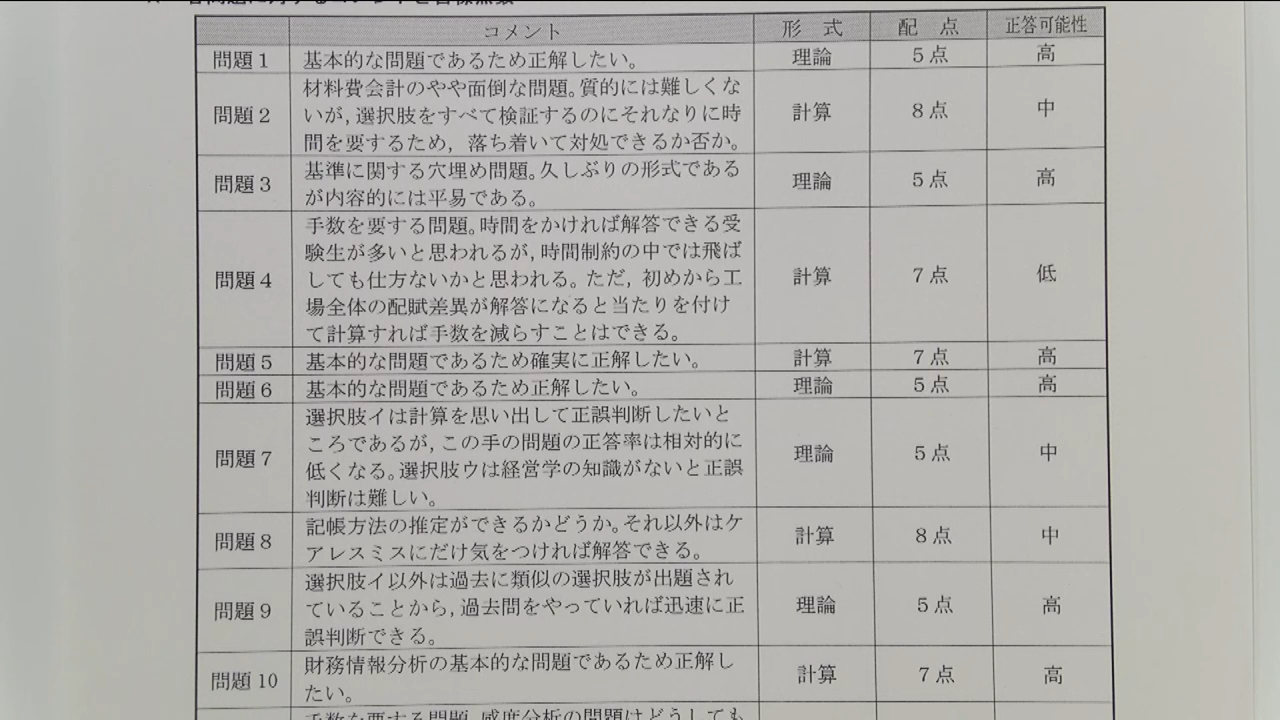 コメント 形 式 配 点 正答可能性
問題1 基本的な問題であるため正解したい。 理論 5点 高
材料費会計のやや面倒な問題。質的には難しくな
問題2 いが，選択肢をすべて検証するのにそれなりに時 計算 8点 中
間を要するため，落ち着いて対処できるか否か。
問題3 基準に関する穴埋め問題。久しぶりの形式である 理論 5点 高
が内容的には平易である。
手数を要する問題。時間をかければ解答できる受
験生が多いと思われるが，時間制約の中では飛ば
問題4 しても仕方ないかと思われる。ただ，初めから工 計算 7点 低
場全体の配賦差異が解答になると当たりを付け
て計算すれば手数を減らすことはできる。
問題5 基本的な問題であるため確実に正解したい。 計算 7点 高
問題6 基本的な問題であるため正解したい。 理論 5点 高
選択肢イは計算を思い出して正誤判断したいと
問題7 ころであるが，この手の問題の正答率は相対的に 理論 5点 中
低くなる。選択肢ウは経営学の知識がないと正誤
判断は難しい。
問題8 記帳方法の推定ができるかどうか。それ以外はケ 計算 8点 中
アレスミスにだけ気をつければ解答できる。
選択肢イ以外は過去に類似の選択肢が出題され
問題9 ていることから，過去問をやっていれば迅速に正 理論 5点 高
誤判断できる。
問題10 財務情報分析の基本的な問題であるため正解し 計算 7点 高
たい。
手数を要する問題。感度分析の問題はどうしても